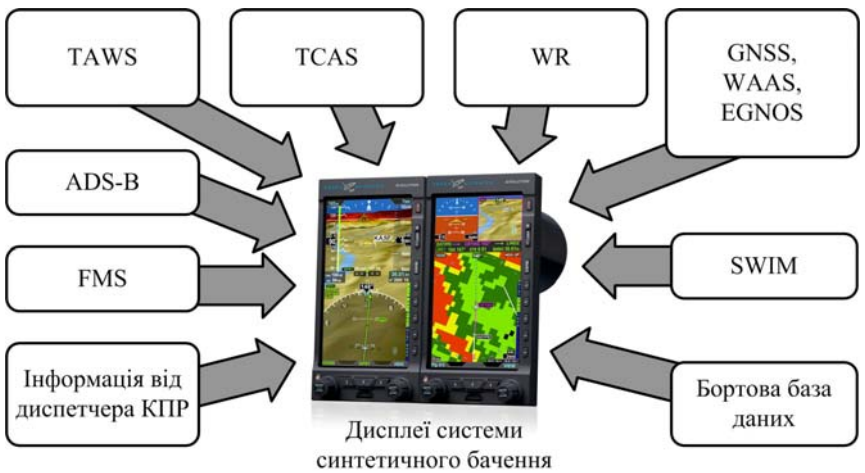 TAWS
TCAS
WR
GNSS,
WAAS,
EGNOS
ADS-B
FMS
SWIM
Інформація від
диспетчера КПР
Бортова база
даних
Дисплеї системи
синтетичного бачення